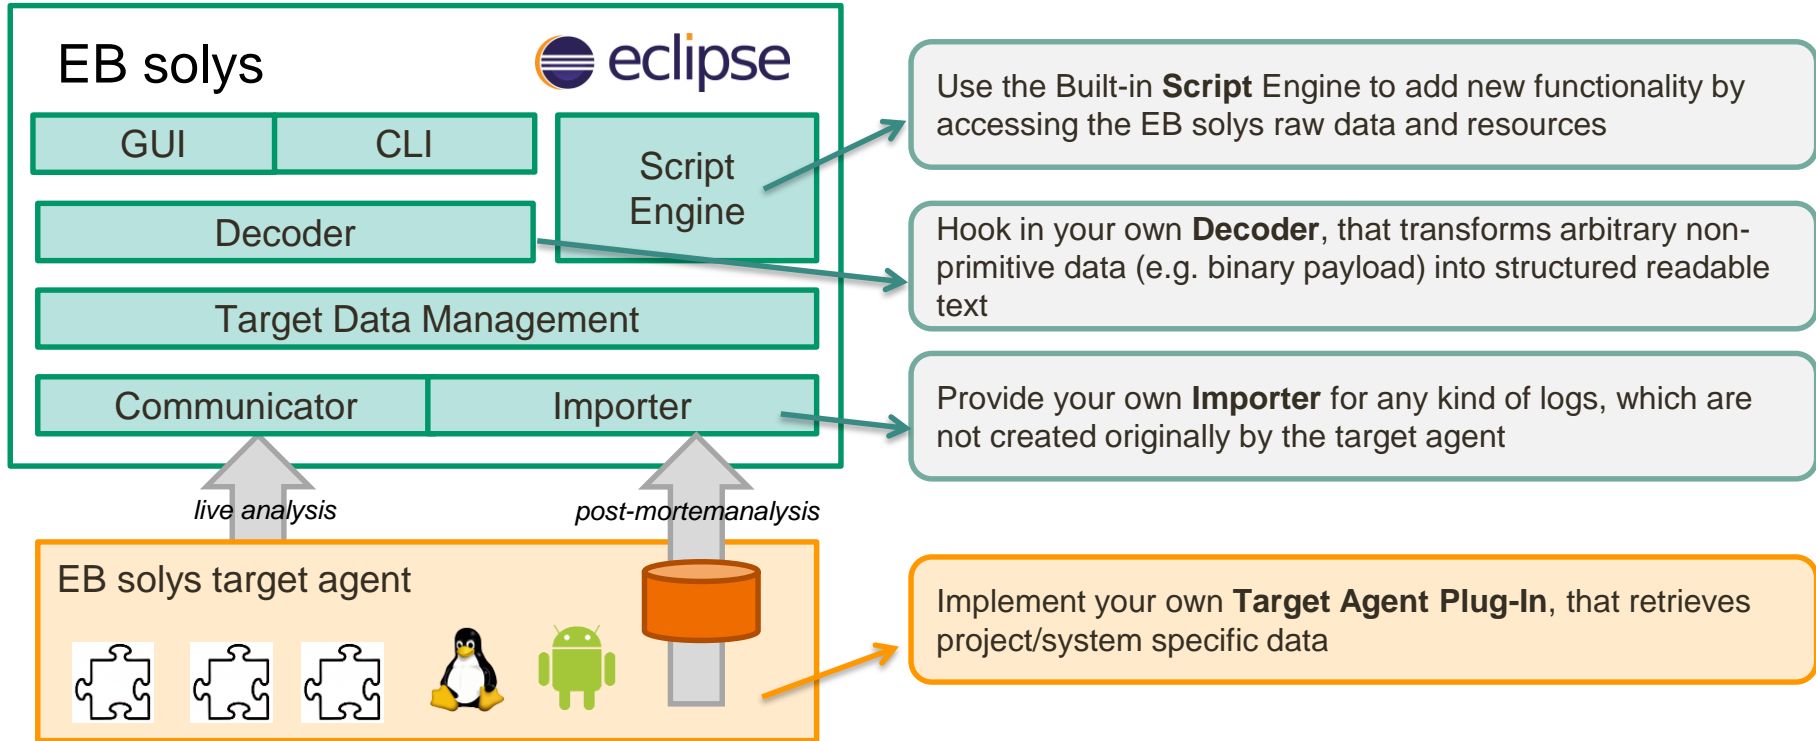 EB solys
eclipse
GUI
CLI
Script
Engine
Decoder
Target Data Management
Communicator
Importer
live analysis
post-mortemanalysis
EB solys target agent
Use the Built-in Script Engine to add new functionality by
accessing the EB solys raw data and resources
Hook in your own Decoder, that transforms arbitrary non-
primitive data (e.g. binary payload) into structured readable
text
Provide your own Importer for any kind of logs, which are
not created originally by the target agent
Implement your own Target Agent Plug-In, that retrieves
project/system specific data